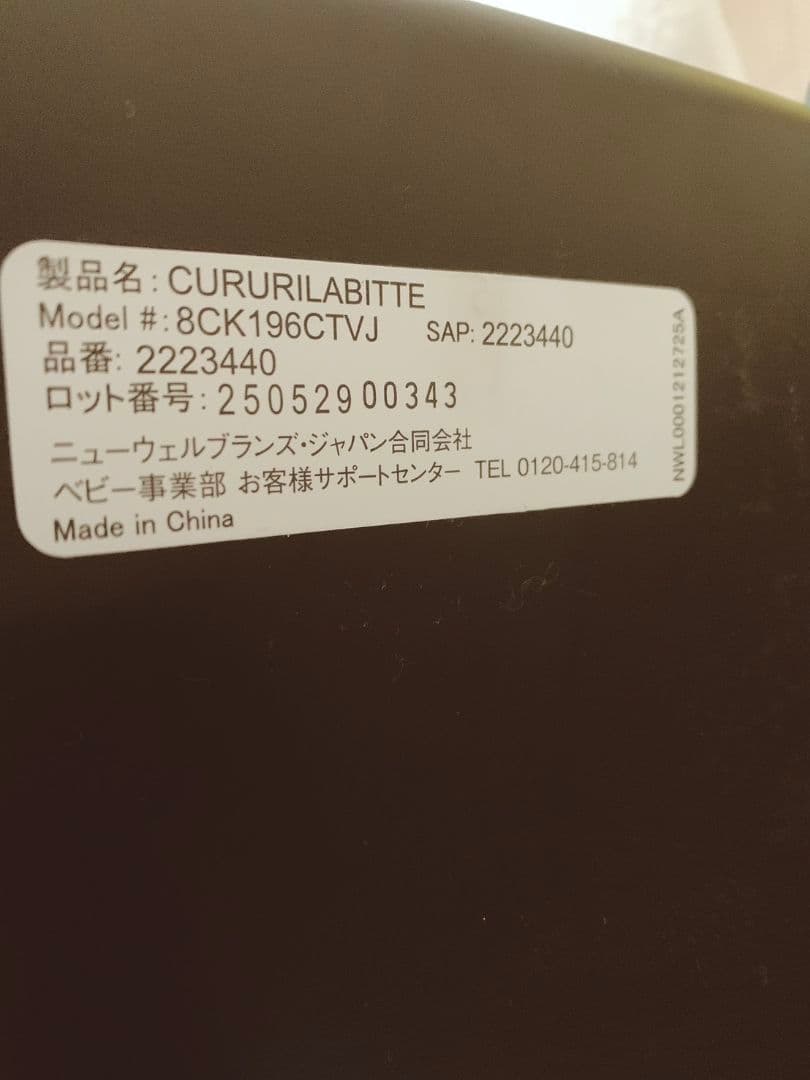 製品名：CURURILABITTE
Model #：8CK196CTVJ SAP: 2223440
品番: 2223440
ロット番号：25052900343
ニューウェルブランズ・ジャパン合同会社
ベビー事業部 お客様サポートセンター TEL 0120-415-814
Made in China
NWL0001212725A